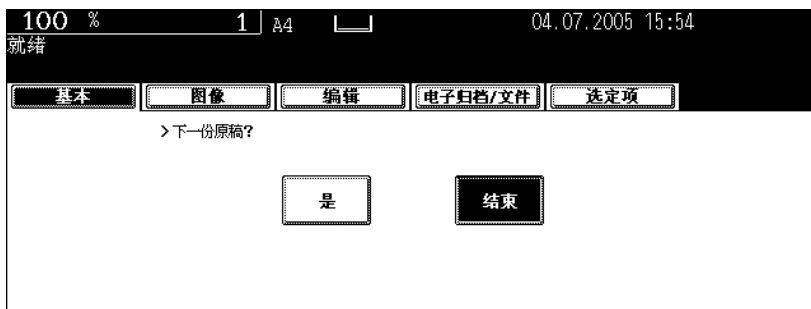 100 % 1 A4 04.07.2005 15:54
就绪
基本 图像 编辑 电子归档/文件 选定项
>下一份原稿?
是 结束